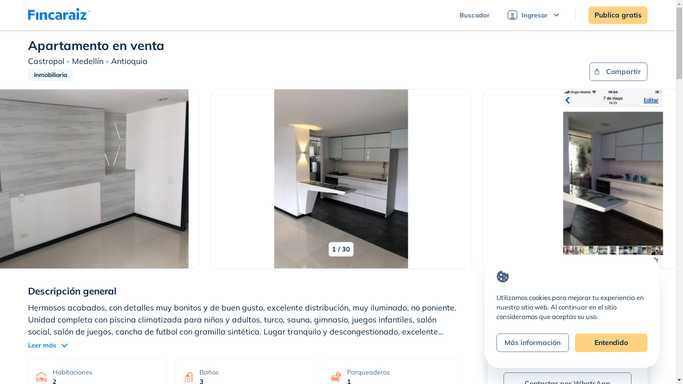 Fincaraiz
Buscador
Ingresar
Publica gratis
Apartamento en venta
Castropol - Medellín - Antioquia
Inmobiliaria
Compartir
7 de mayo
Editar
1 / 30
Descripción general
Hermosos acabados, con detalles muy bonitos y de buen gusto, excelente distribución, muy iluminado, no poniente.
Unidad completa con piscina climatizada para niños y adultos, turco, sauna, gimnasio, juegos infantiles, salón
social, salón de juegos, cancha de futbol con gramilla sintética. Lugar tranquilo y descongestionado, excelente...
Leer más
Habitaciones
2
Baños
3
Parqueaderos
1
Utilizamos cookies para mejorar tu experiencia en
nuestro sitio web. Al continuar en el sitio
consideramos que aceptas su uso.
Más información
Entendido
Contactar por WhatsApp